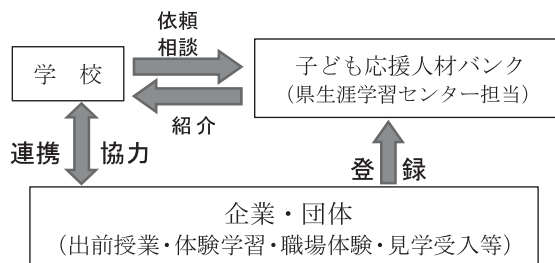 依頼
相談
学 校
子ども応援人材バンク
（県生涯学習センター担当）
紹介
連携 協力
登 録
企業・団体
（出前授業・体験学習・職場体験・見学受入等）